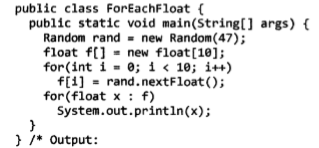 public class ForEachFloat {
public static void main(String[] args) {
Random rand = new Random(47);
float f[] = new float[10];
for(int i = 0; i < 10; i++)
f[i] = rand.nextFloat();
for(float x : f)
System.out.println(x);
}
} /* Output: